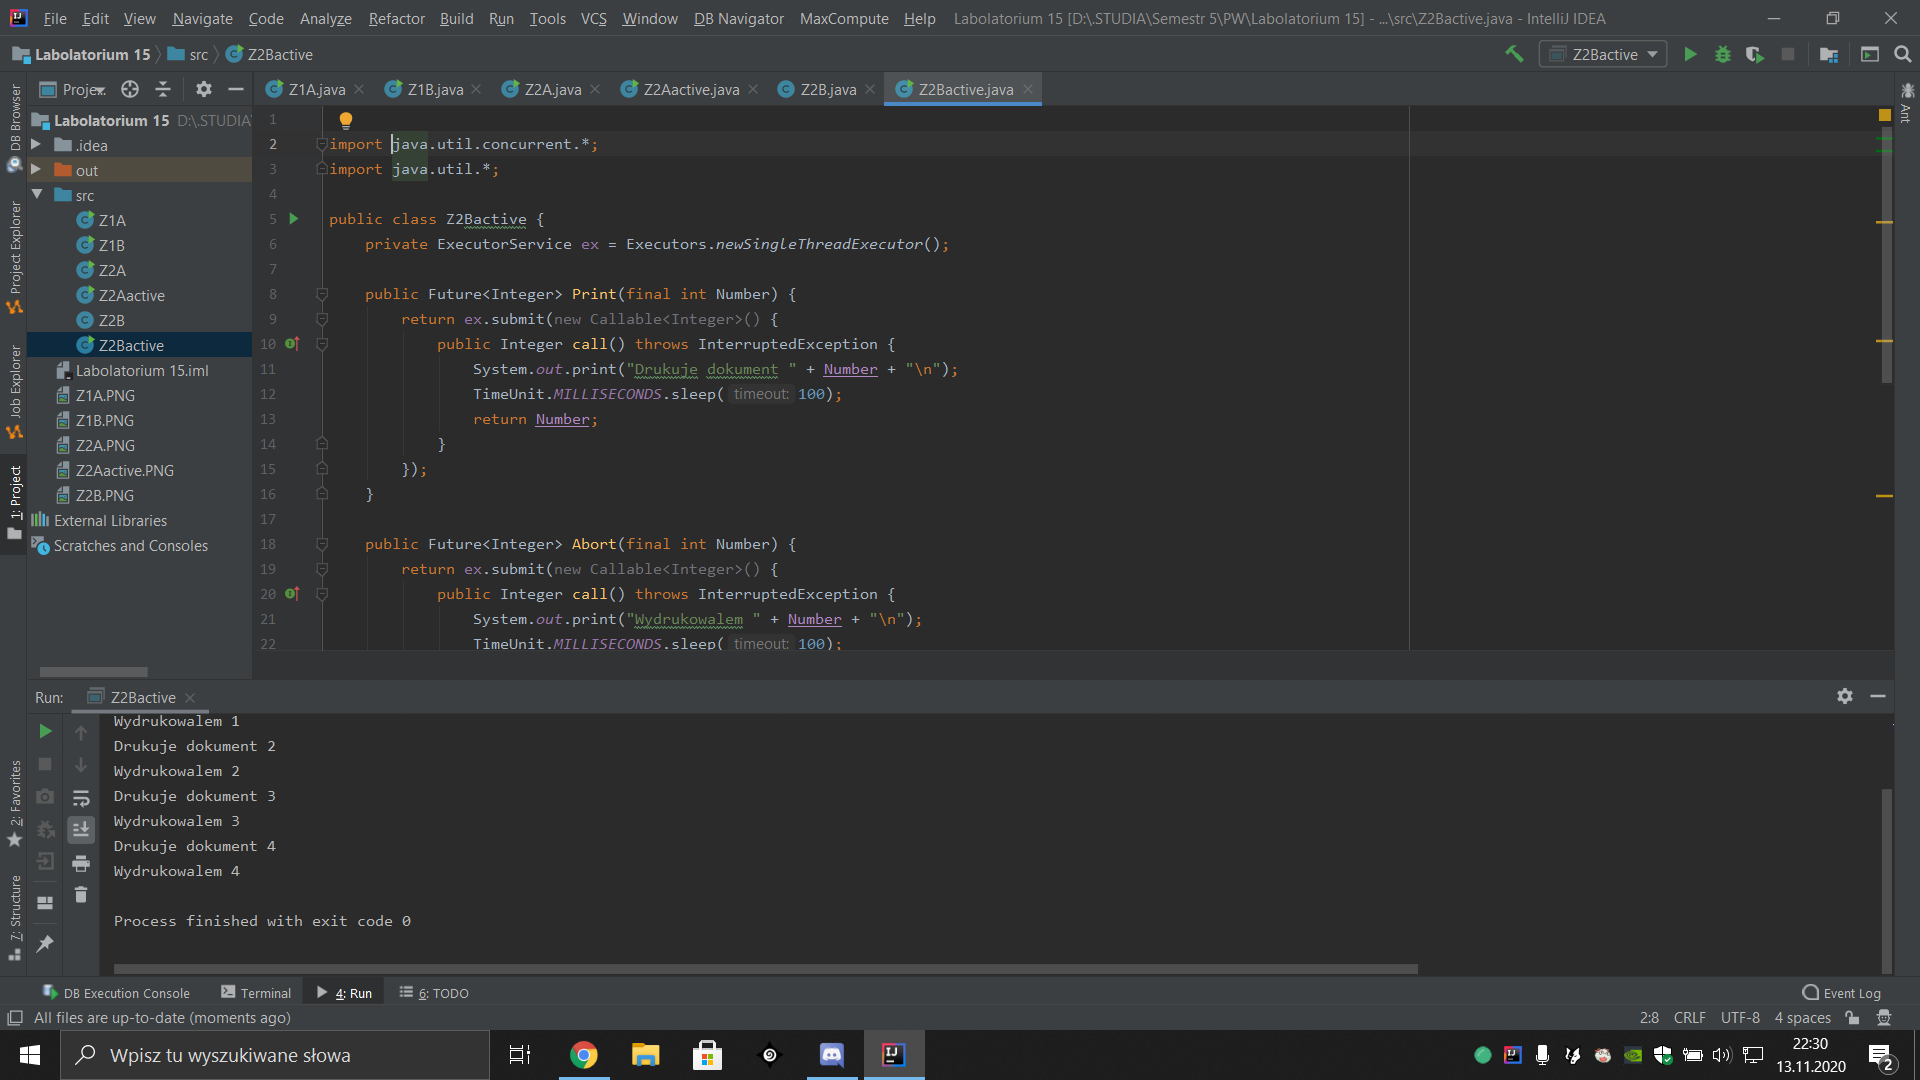 File Edit View Navigate Code Analyze Refactor Build Run Tools VCS Window DB Navigator MaxCompute Help Labolatorium 15 [D:\.STUDIA\Semestr 5\PW\Labolatorium 15] - ...\src\Z2Bactive.java - IntelliJ IDEA
Labolatorium 15 src Z2Bactive
Z2Bactive
Z1A.java Z1B.java Z2A.java Z2Aactive.java Z2B.java Z2Bactive.java
Labolatorium 15 D:\.STUDIA
.idea
out
src
Z1A
Z1B
Z2A
Z2Aactive
Z2B
Z2Bactive
Labolatorium 15.iml
Z1A.PNG
Z1B.PNG
Z2A.PNG
Z2Aactive.PNG
Z2B.PNG
External Libraries
Scratches and Consoles
DB Browser
Project Explorer
Job Explorer
1: Project
2: Favorites
7: Structure
Ant
1
2 import java.util.concurrent.*;
3 import java.util.*;
4
5 public class Z2Bactive {
6 private ExecutorService ex = Executors.newSingleThreadExecutor();
7
8 public Future<Integer> Print(final int Number) {
9 return ex.submit(new Callable<Integer>() {
10 public Integer call() throws InterruptedException {
11 System.out.print("Drukuje dokument " + Number + "\n");
12 TimeUnit.MILLISECONDS.sleep( timeout: 100);
13 return Number;
14 }
15 });
16 }
17
18 public Future<Integer> Abort(final int Number) {
19 return ex.submit(new Callable<Integer>() {
20 public Integer call() throws InterruptedException {
21 System.out.print("Wydrukowalem " + Number + "\n");
22 TimeUnit.MILLISECONDS.sleep( timeout: 100);
Run: Z2Bactive
Wydrukowalem 1
Drukuje dokument 2
Wydrukowalem 2
Drukuje dokument 3
Wydrukowalem 3
Drukuje dokument 4
Wydrukowalem 4
Process finished with exit code 0
DB Execution Console Terminal 4: Run 6: TODO Event Log
All files are up-to-date (moments ago) 2:8 CRLF UTF-8 4 spaces
Wpisz tu wyszukiwane słowa
22:30
13.11.2020
2